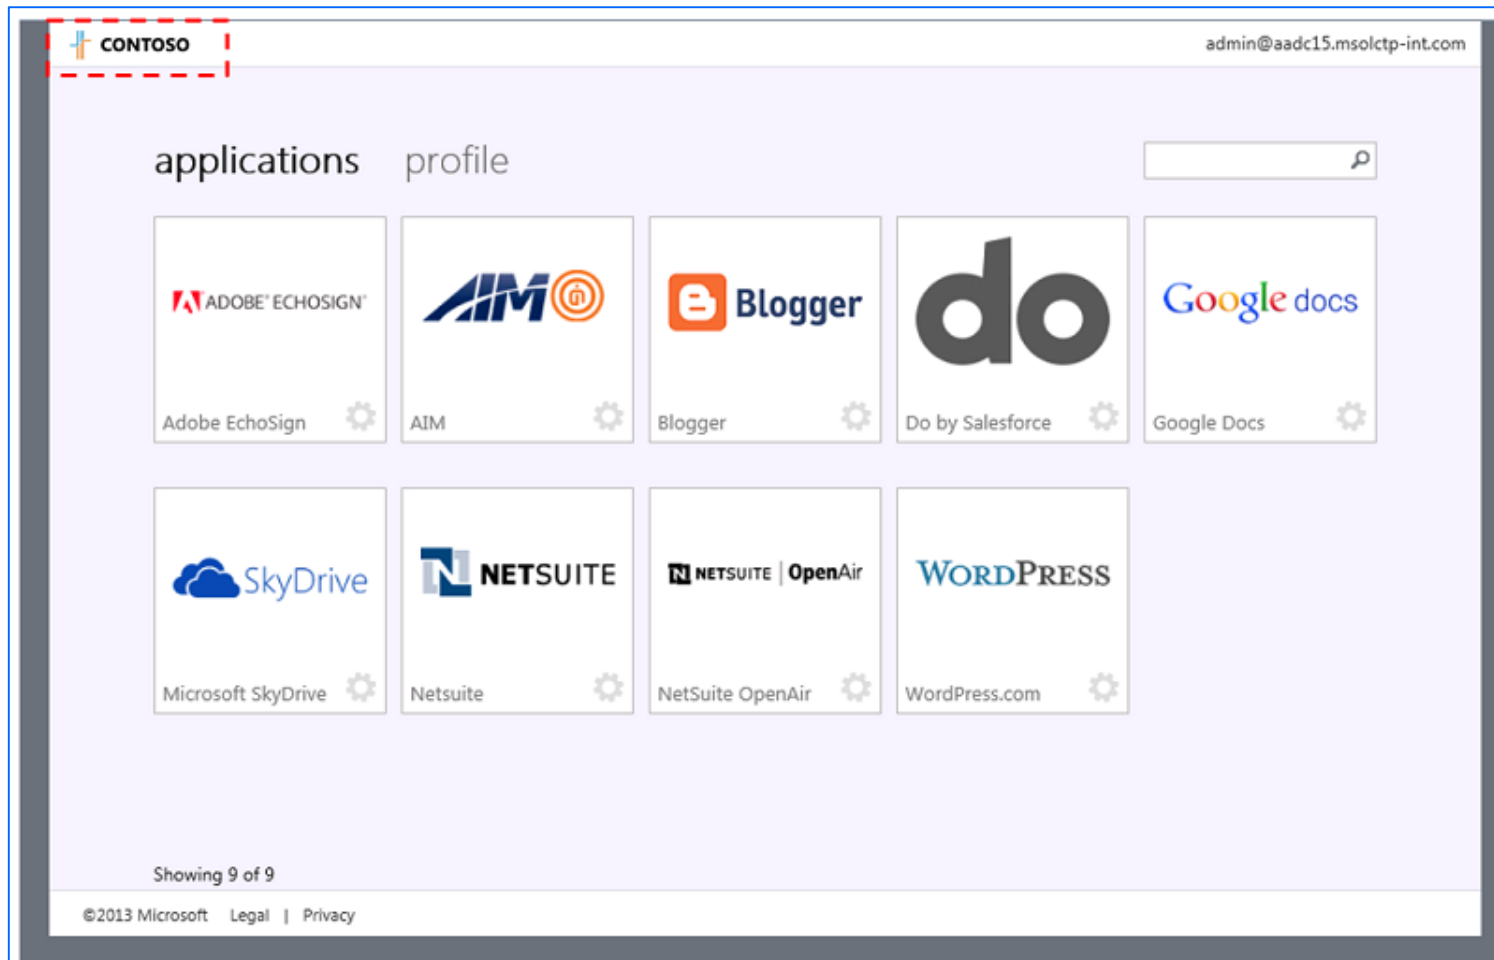 CONTOSO
admin@aadc15.msolctp-int.com
applications profile
ADOBE® ECHOSIGN™
AIM
Blogger
do
Google docs
Adobe EchoSign
AIM
Blogger
Do by Salesforce
Google Docs
SkyDrive
NETSUITE
NETSUITE | OpenAir
WORDPRESS
Microsoft SkyDrive
Netsuite
NetSuite OpenAir
WordPress.com
Showing 9 of 9
©2013 Microsoft Legal | Privacy